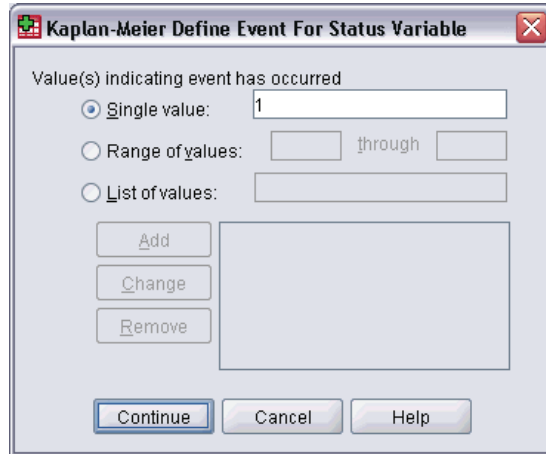 Kaplan-Meier Define Event For Status Variable
Value(s) indicating event has occurred
Single value: 1
Range of values: through
List of values:
Add
Change
Remove
Continue Cancel Help